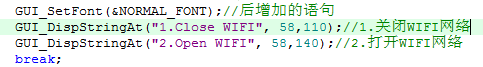 GUI_SetFont(&NORMAL_FONT);//后增加的语句
GUI_DispStringAt("1.Close WIFI", 58,110);//1.关闭WIFI网络
GUI_DispStringAt("2.Open WIFI", 58,140);//2.打开WIFI网络
break;